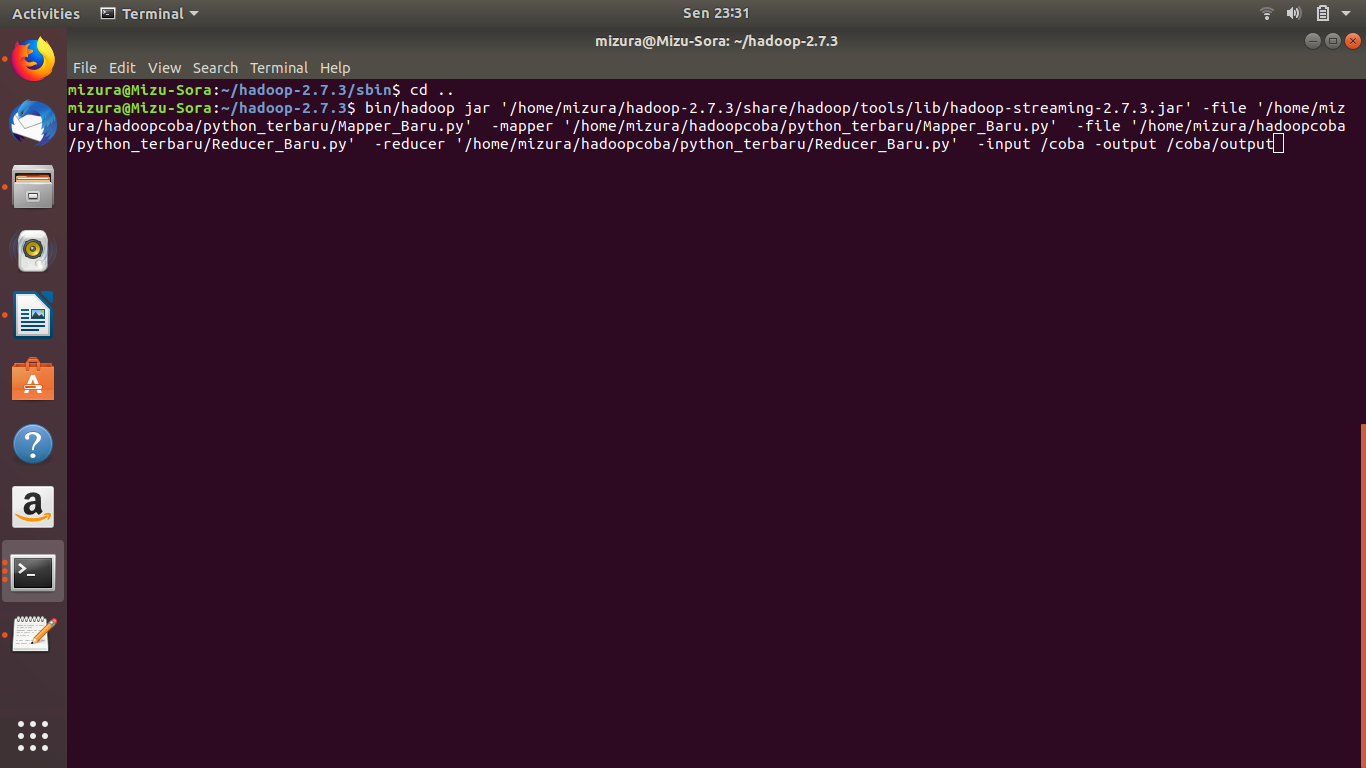 Activities Terminal Sen 23:31
mizura@Mizu-Sora: ~/hadoop-2.7.3
File Edit View Search Terminal Help
mizura@Mizu-Sora:~/hadoop-2.7.3/sbin$ cd ..
mizura@Mizu-Sora:~/hadoop-2.7.3$ bin/hadoop jar '/home/mizura/hadoop-2.7.3/share/hadoop/tools/lib/hadoop-streaming-2.7.3.jar' -file '/home/miz
ura/hadoopcoba/python_terbaru/Mapper_Baru.py'  -mapper '/home/mizura/hadoopcoba/python_terbaru/Mapper_Baru.py'  -file '/home/mizura/hadoopcoba
/python_terbaru/Reducer_Baru.py'  -reducer '/home/mizura/hadoopcoba/python_terbaru/Reducer_Baru.py'  -input /coba -output /coba/output